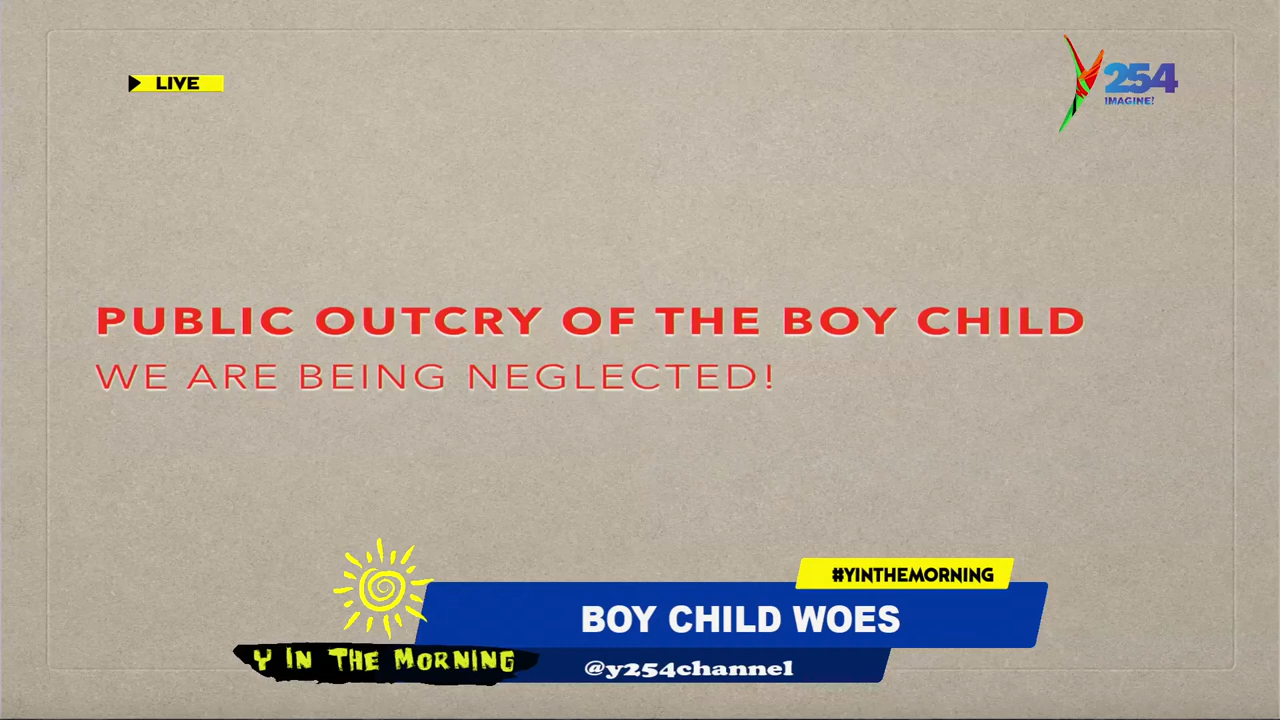 LIVE
254
IMAGINE!
PUBLIC OUTCRY OF THE BOY CHILD
WE ARE BEING NEGLECTED!
#YINTHEMORNING
BOY CHILD WOES
Y IN THE MORNING
@y254channel